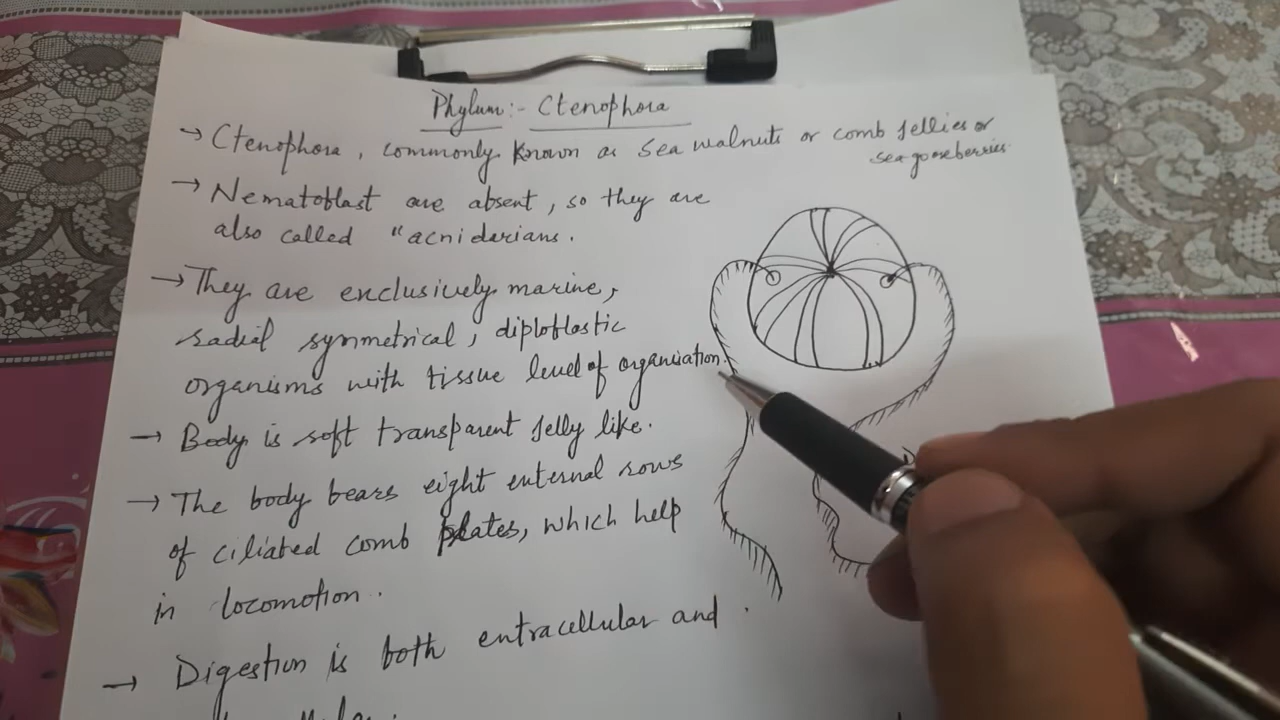 Phylum:- Ctenophora
→ Ctenophora, commonly known as sea walnuts or comb jellies or
sea gooseberries
→ Nematoblast are absent, so they are
also called "acnidarians.
→ They are exclusively marine,
radial symmetrical, diploblastic
organisms with tissue level of organisation.
→ Body is soft transparent jelly like.
→ The body bears eight external rows
of ciliated comb plates, which help
in locomotion.
→ Digestion is both extracellular and